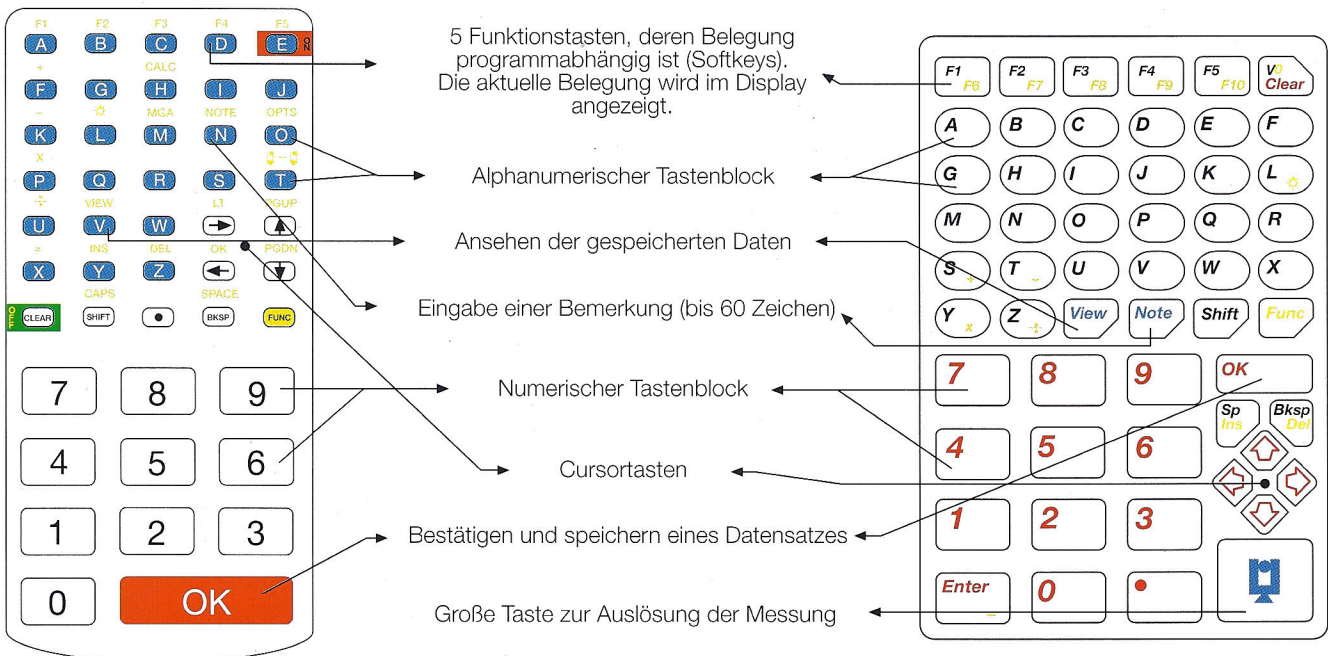 F1 F2 F3 F4 F5
A B C D E ON
+ CALC
F G H I J
- MGA NOTE OPTS
K L M N O
x
P Q R S T
÷ VIEW LT PGUP
U V W
= INS DEL OK PGDN
X Y Z
CAPS SPACE
OFF CLEAR SHIFT • BKSP FUNC
7 8 9
4 5 6
1 2 3
0 OK
5 Funktionstasten, deren Belegung
programmabhängig ist (Softkeys).
Die aktuelle Belegung wird im Display
angezeigt.
Alphanumerischer Tastenblock
Ansehen der gespeicherten Daten
Eingabe einer Bemerkung (bis 60 Zeichen)
Numerischer Tastenblock
Cursortasten
Bestätigen und speichern eines Datensatzes
Große Taste zur Auslösung der Messung
F1 F6 F2 F7 F3 F8 F4 F9 F5 F10 V0 Clear
A B C D E F
G H I J K L
M N O P Q R
S + T - U V W X
Y x Z ÷ View Note Shift Func
7 8 9 OK
Sp Ins Bksp Del
4 5 6
1 2 3
Enter - 0 •